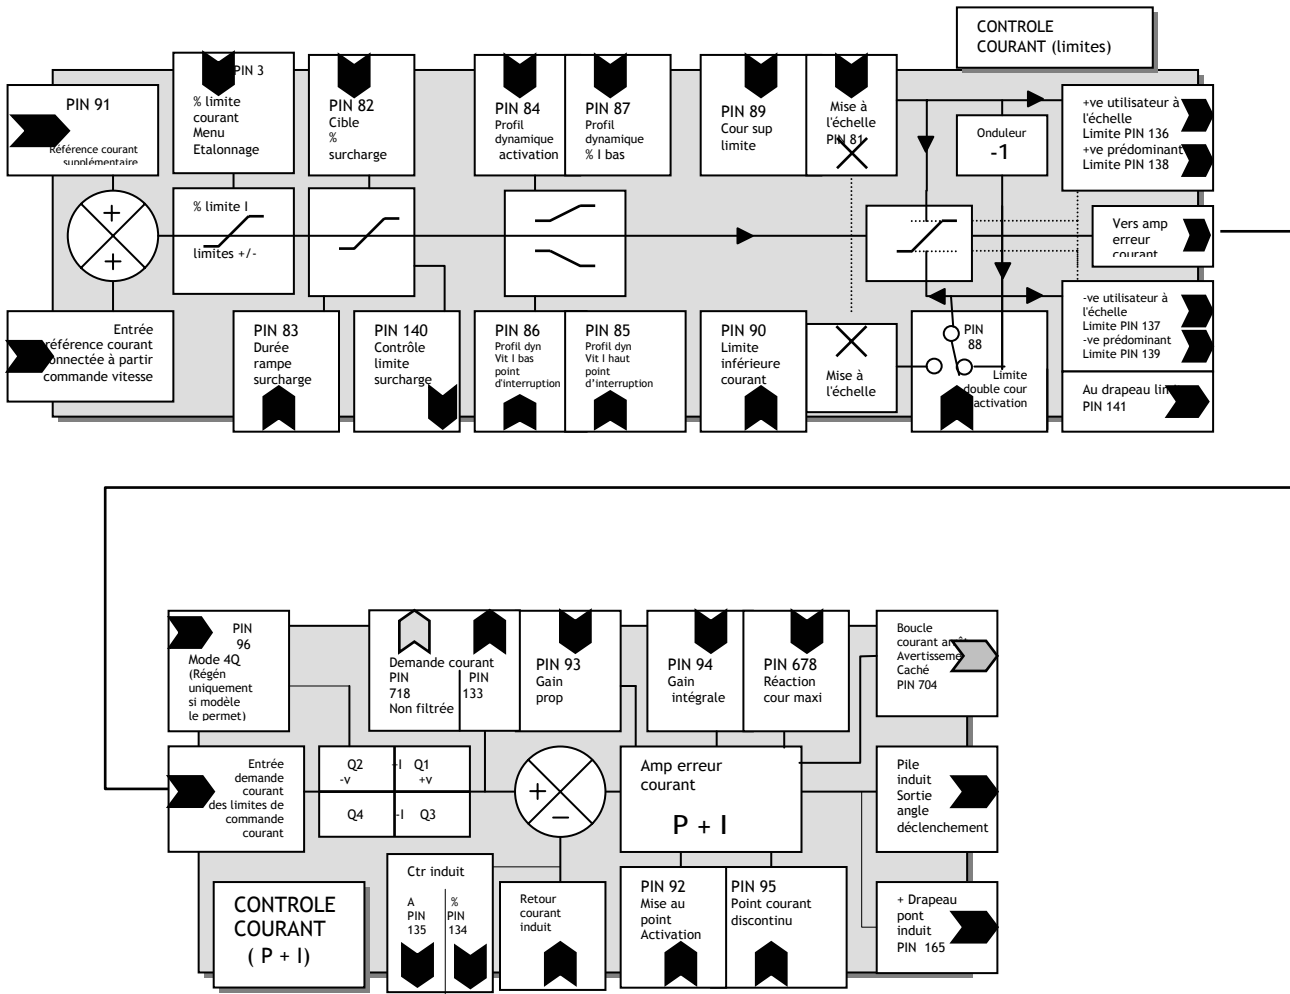 CONTROLE
COURANT (limites)
PIN 91
Référence courant
supplémentaire
PIN 3
% limite
courant
Menu
Etalonnage
PIN 82
Cible
%
surcharge
PIN 84
Profil
dynamique
activation
PIN 87
Profil
dynamique
% I bas
PIN 89
Cour sup
limite
Mise à
l'échelle
PIN 81
Onduleur
-1
+ve utilisateur à
l'échelle
Limite PIN 136
+ve prédominant
Limite PIN 138
+
+
% limite I
limites +/-
Vers amp
erreur
courant
Entrée
référence courant
connectée à partir
commande vitesse
PIN 83
Durée
rampe
surcharge
PIN 140
Contrôle
limite
surcharge
PIN 86
Profil dyn
Vit I bas
point
d'interruption
PIN 85
Profil dyn
Vit I haut
point
d’interruption
PIN 90
Limite
inférieure
courant
Mise à
l'échelle
PIN
88
Limite
double cour
activation
-ve utilisateur à
l'échelle
Limite PIN 137
-ve prédominant
Limite PIN 139
Au drapeau
PIN 141
PIN
96
Mode 4Q
(Régén
uniquement
si modèle
le permet)
Demande courant
PIN
718
Non filtrée
PIN
133
PIN 93
Gain
prop
PIN 94
Gain
intégrale
PIN 678
Réaction
cour maxi
Boucle
courant
Caché
PIN 704
Entrée
demande
courant
des limites de
commande
courant
Q2
-v
+I
Q1
+v
Q4
-I
Q3
+
−
Amp erreur
courant
P + I
Pile
induit
Sortie
angle
déclenchement
CONTROLE
COURANT
( P + I)
Ctr induit
A
PIN
135
%
PIN
134
Retour
courant
induit
PIN 92
Mise au
point
Activation
PIN 95
Point courant
discontinu
+ Drapeau
pont
induit
PIN 165